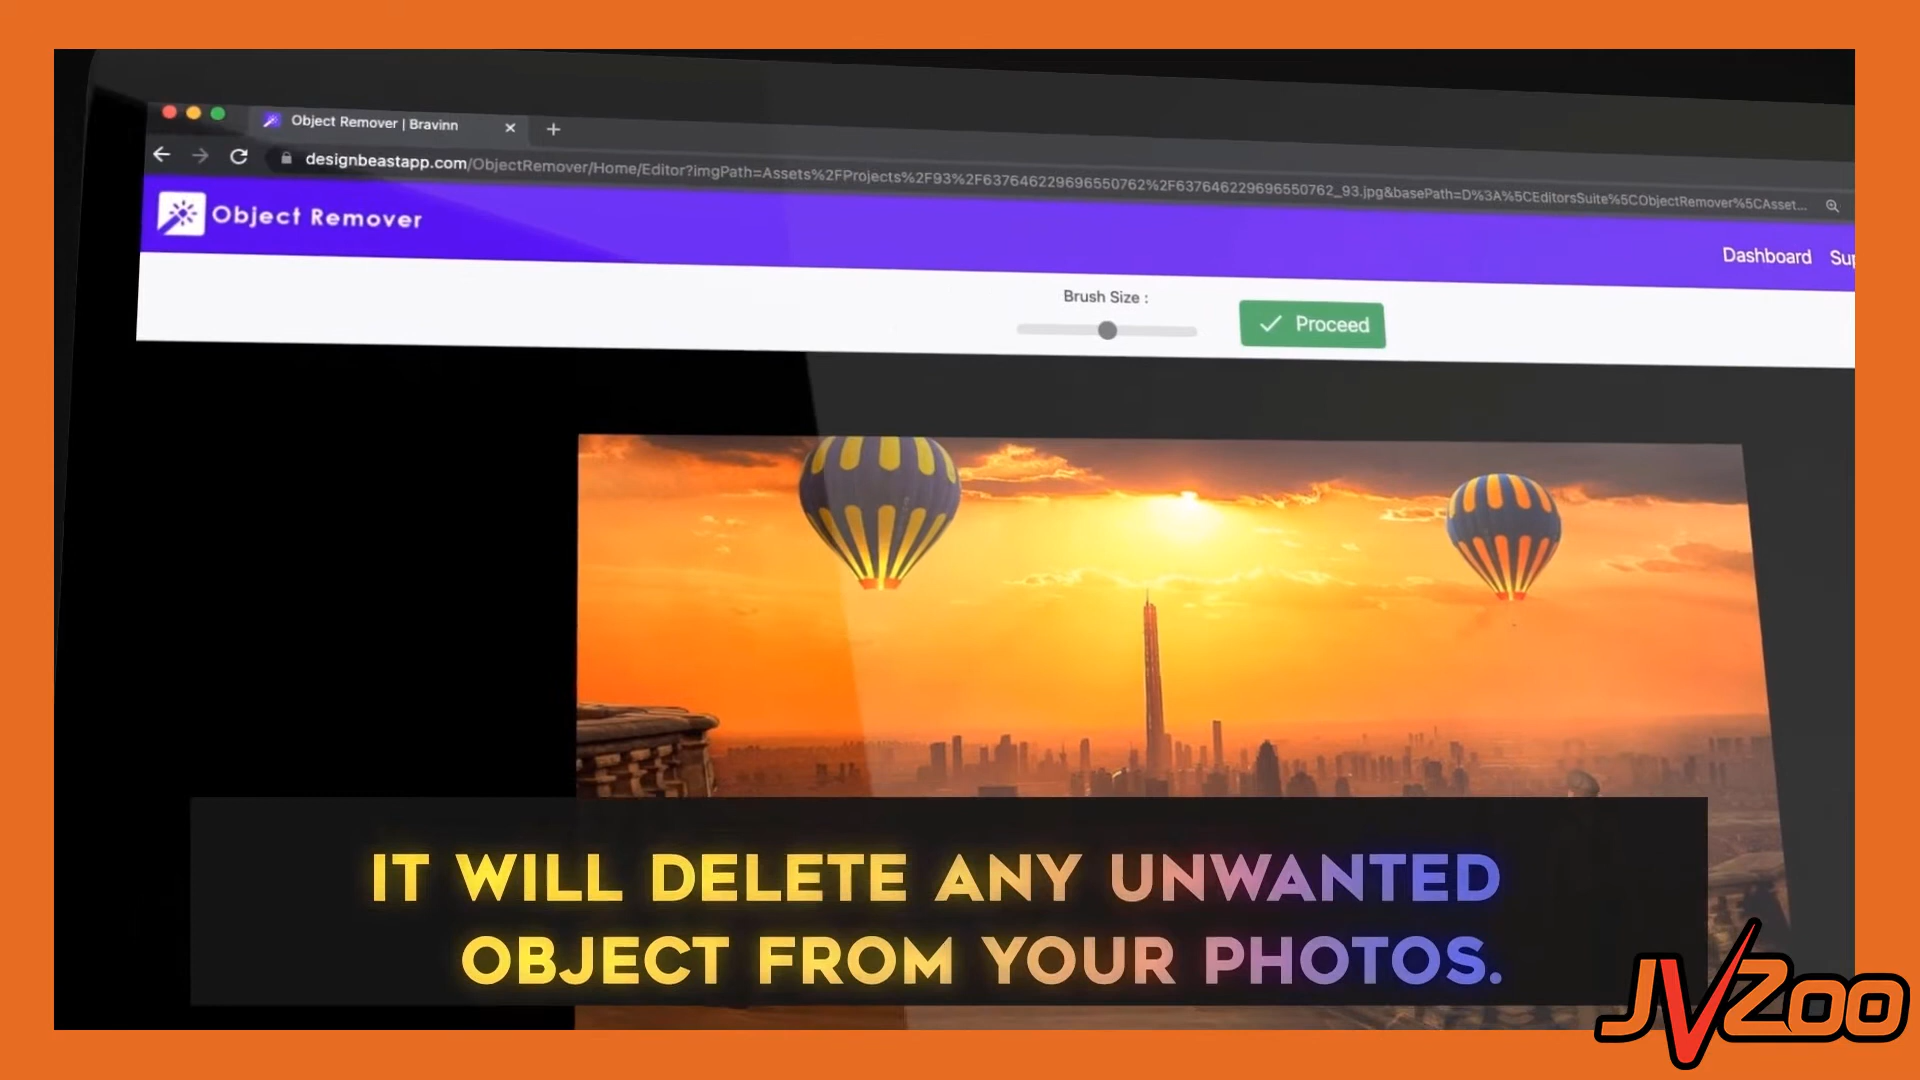 Object Remover | Bravinn
designbeastapp.com/ObjectRemover/Home/Editor?imgPath=Assets%2FProjects%2F93%2F637646229696550762%2F637646229696550762_93.jpg&basePath=D%3A%5CEditorsSuite%5CObjectRemover%5CAsset...
Object Remover
Dashboard Sup
Brush Size :
Proceed
IT WILL DELETE ANY UNWANTED
OBJECT FROM YOUR PHOTOS.
JVZoo